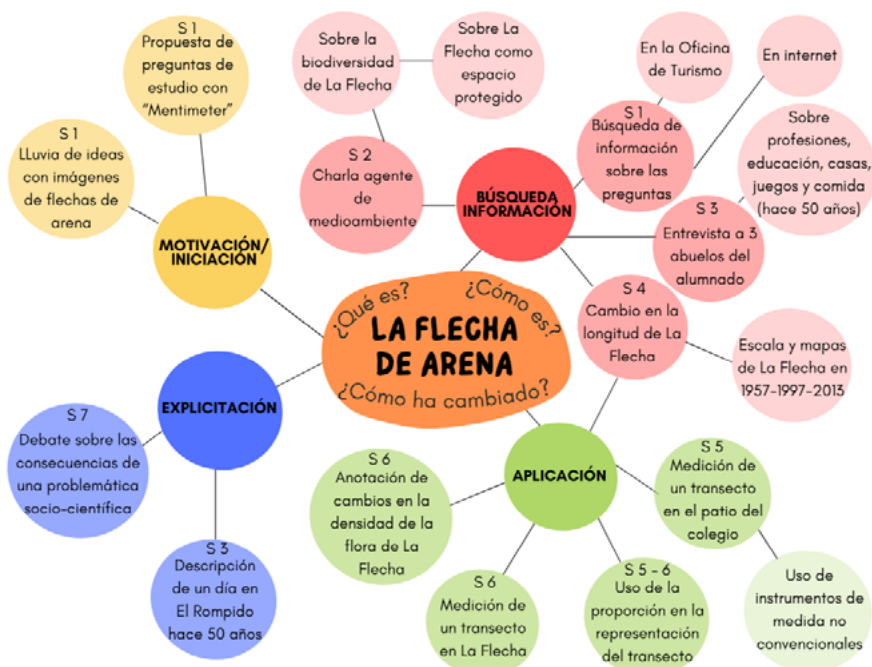 S 1
Propuesta de
preguntas de
estudio con
“Mentimeter”
S 1
LLuvia de ideas
con imágenes
de flechas de
arena
MOTIVACIÓN/
INICIACIÓN
Sobre la
biodiversidad
de La Flecha
Sobre La
Flecha como
espacio
protegido
S 2
Charla agente
de
medioambiente
BÚSQUEDA
INFORMACIÓN
En la Oficina
de Turismo
En internet
S 1
Búsqueda de
información
sobre las
preguntas
Sobre
profesiones,
educación, casas,
juegos y comida
(hace 50 años)
S 3
Entrevista a 3
abuelos del
alumnado
S 4
Cambio en la
longitud de La
Flecha
Escala y mapas
de La Flecha en
1957-1997-2013
¿Qué es?
¿Cómo es?
LA FLECHA
DE ARENA
¿Cómo ha cambiado?
EXPLICITACIÓN
S 7
Debate sobre las
consecuencias de
una problemática
socio-científica
S 3
Descripción
de un día en
El Rompido
hace 50 años
APLICACIÓN
S 6
Anotación de
cambios en la
densidad de la
flora de La
Flecha
S 6
Medición de
un transecto
en La Flecha
S 5 - 6
Uso de la
proporción en la
representación
del transecto
S 5
Medición de
un transecto
en el patio del
colegio
Uso de
instrumentos de
medida no
convencionales